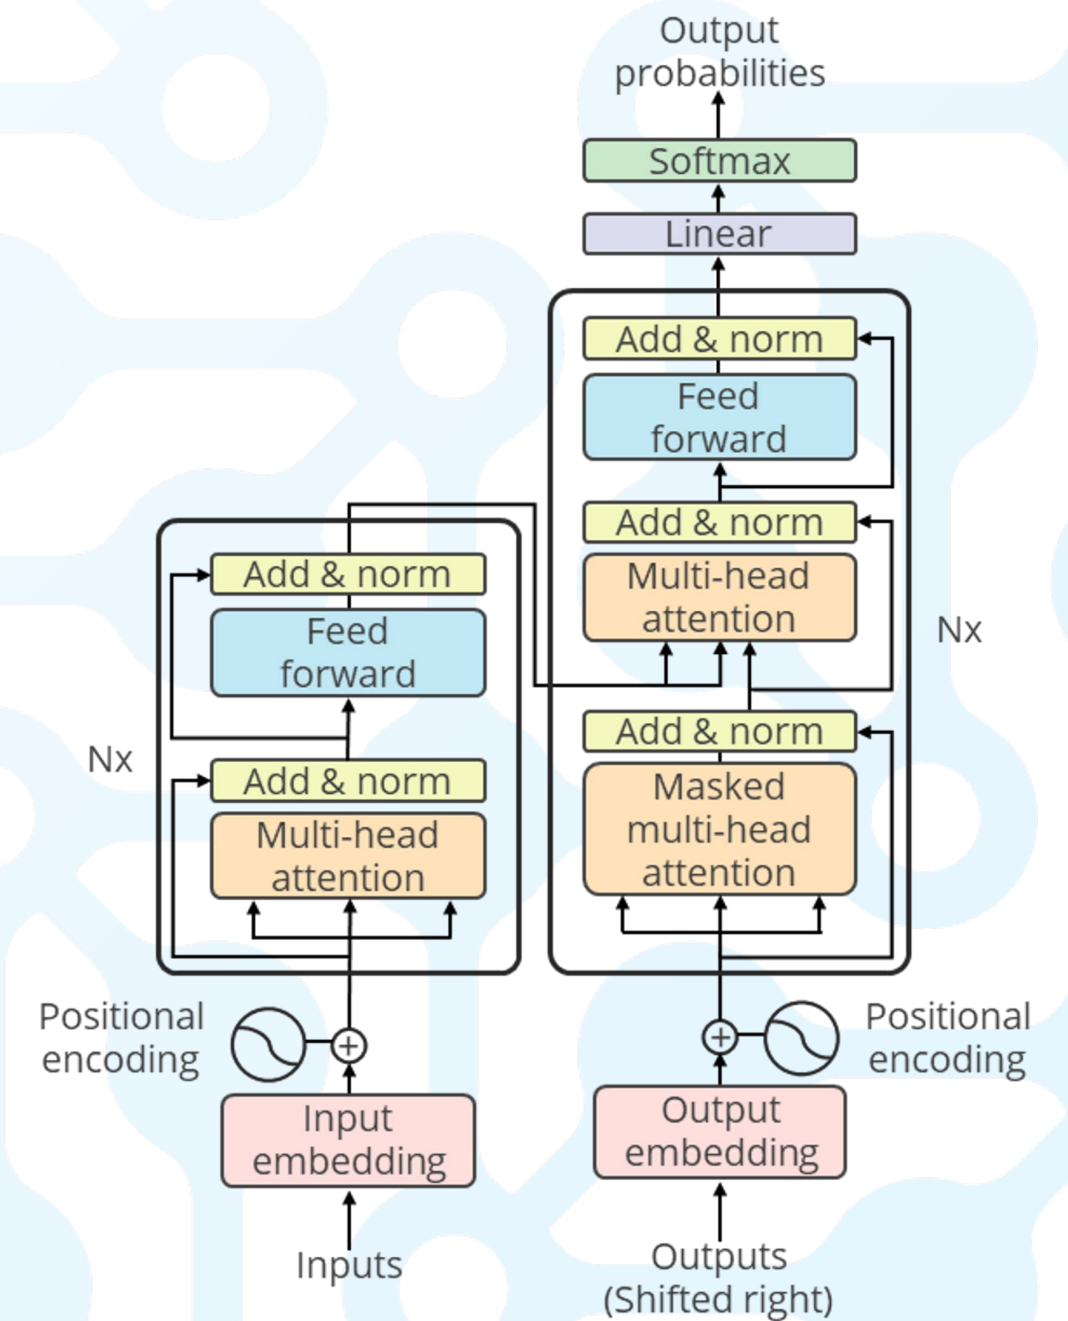 Output
probabilities
Softmax
Linear
Add & norm
Feed
forward
Add & norm
Multi-head
attention
Nx
Add & norm
Masked
multi-head
attention
Positional
encoding
Output
embedding
Outputs
(Shifted right)
Add & norm
Feed
forward
Nx
Add & norm
Multi-head
attention
Positional
encoding
Input
embedding
Inputs